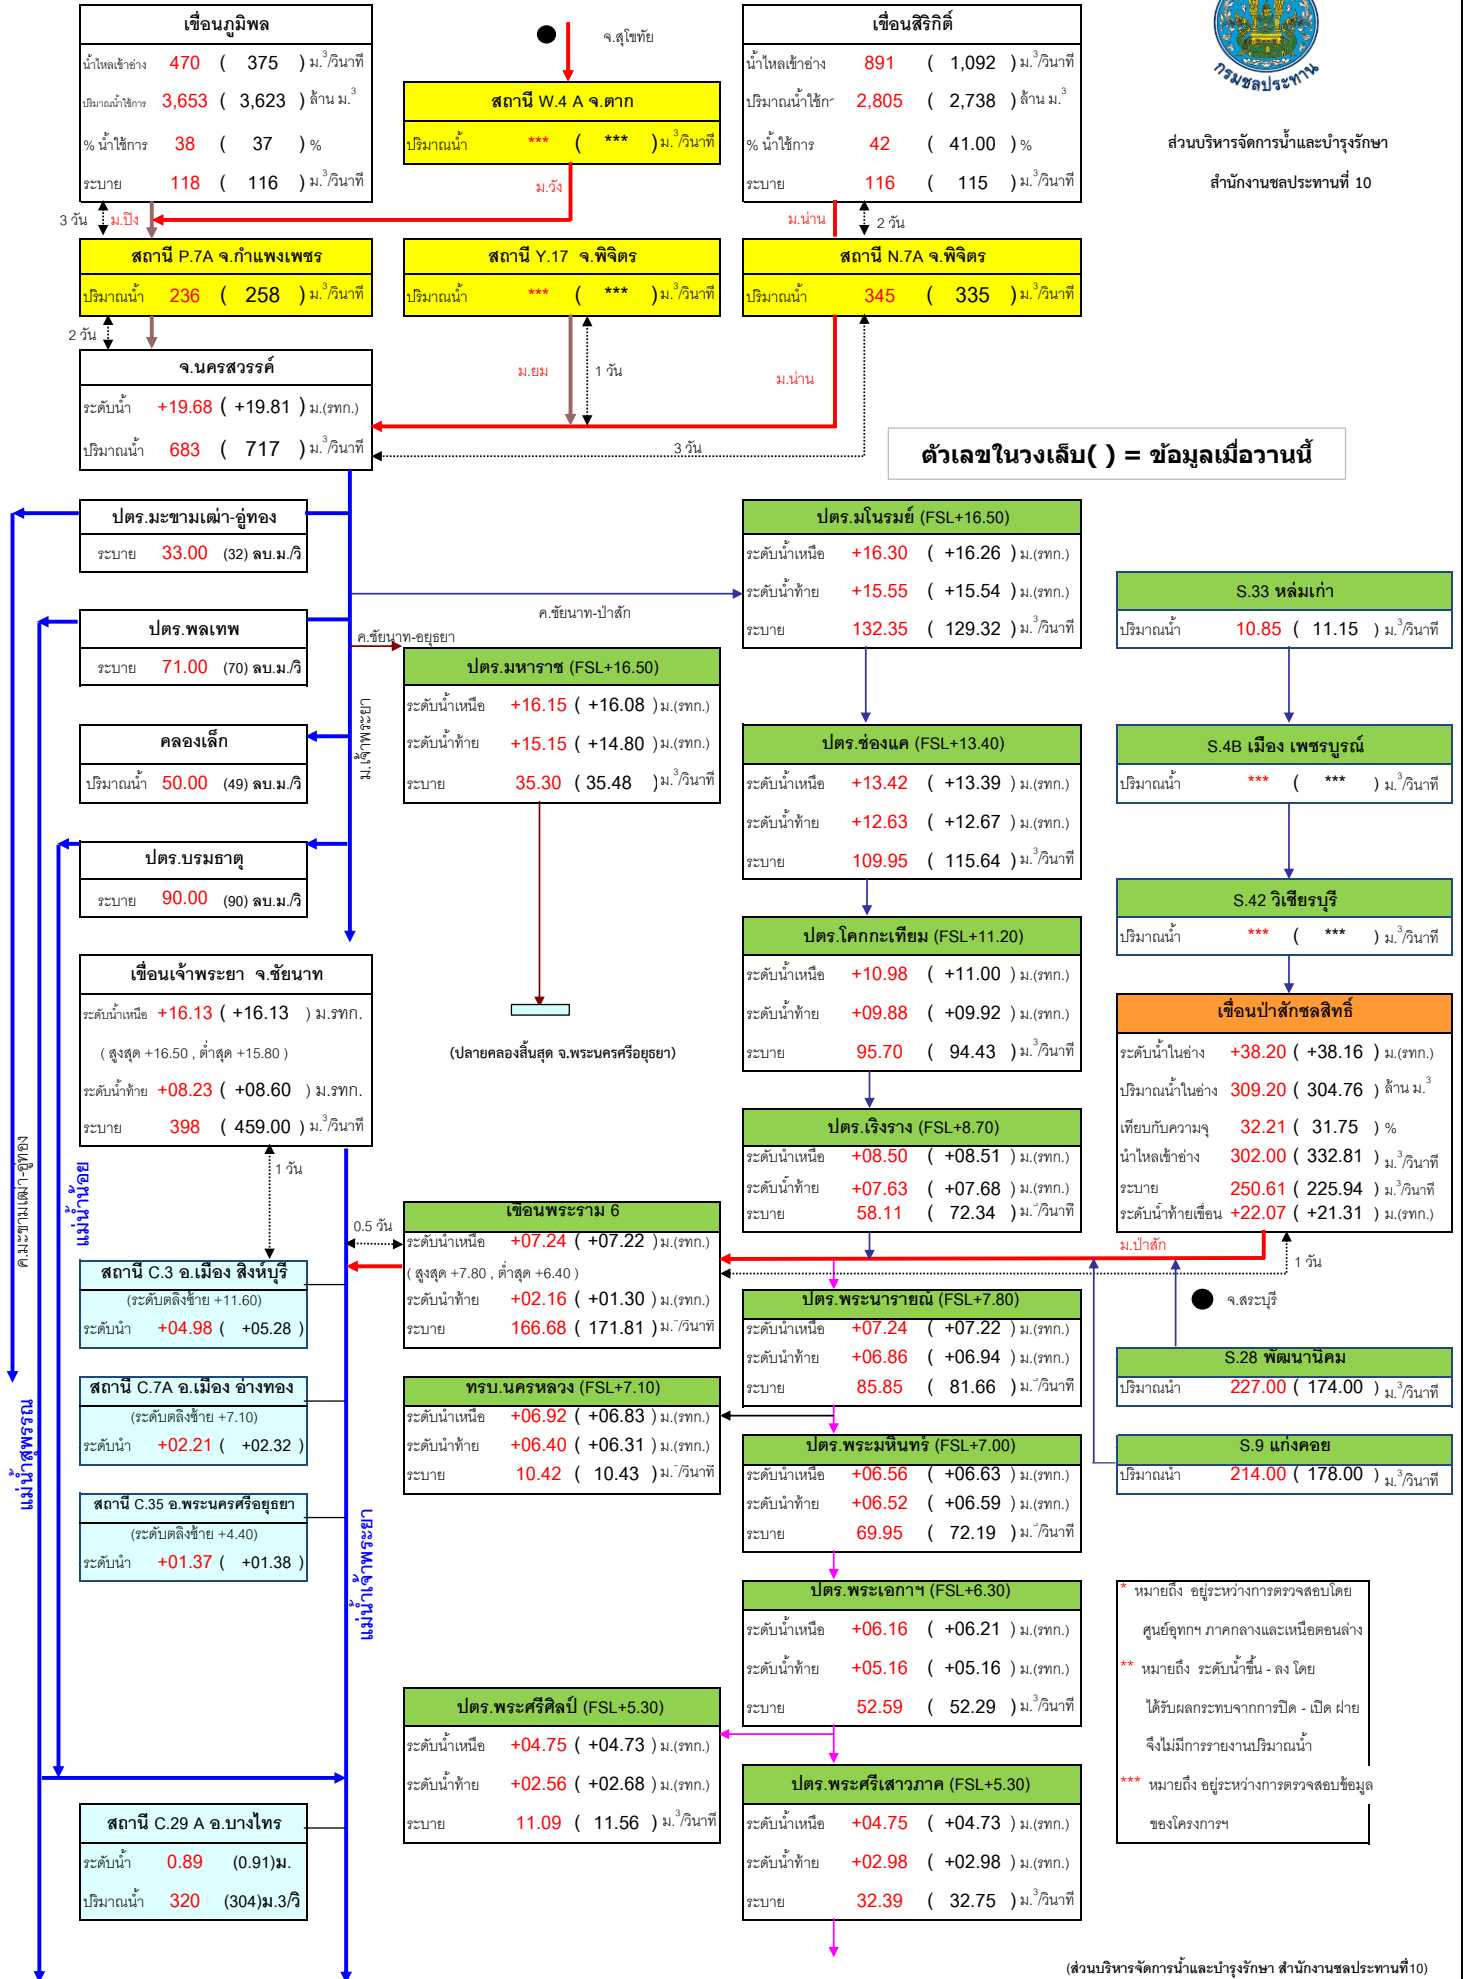 เขื่อนภูมิพล
น้ำไหลเข้าอ่าง 470 ( 375 ) ม.3/วินาที
ปริมาณน้ำใช้การ 3,653 ( 3,623 ) ล้าน ม.3
% น้ำใช้การ 38 ( 37 ) %
ระบาย 118 ( 116 ) ม.3/วินาที
จ.สุโขทัย
สถานี W.4 A จ.ตาก
ปริมาณน้ำ *** ( *** ) ม.3/วินาที
ม.วัง
เขื่อนสิริกิติ์
น้ำไหลเข้าอ่าง 891 ( 1,092 ) ม.3/วินาที
ปริมาณน้ำใช้กา 2,805 ( 2,738 ) ล้าน ม.3
% น้ำใช้การ 42 ( 41.00 ) %
ระบาย 116 ( 115 ) ม.3/วินาที
กรมชลประทาน
ส่วนบริหารจัดการน้ำและบำรุงรักษา
สำนักงานชลประทานที่ 10
3 วัน ม.ปิง
ม.น่าน 2 วัน
สถานี P.7A จ.กำแพงเพชร
ปริมาณน้ำ 236 ( 258 ) ม.3/วินาที
สถานี Y.17 จ.พิจิตร
ปริมาณน้ำ *** ( *** ) ม.3/วินาที
สถานี N.7A จ.พิจิตร
ปริมาณน้ำ 345 ( 335 ) ม.3/วินาที
2 วัน
ม.ยม 1 วัน
ม.น่าน
3 วัน
จ.นครสวรรค์
ระดับน้ำ +19.68 ( +19.81 ) ม.(รทก.)
ปริมาณน้ำ 683 ( 717 ) ม.3/วินาที
ตัวเลขในวงเล็บ( ) = ข้อมูลเมื่อวานนี้
ปตร.มะขามเฒ่า-อู่ทอง
ระบาย 33.00 (32) ลบ.ม./วิ
ปตร.พลเทพ
ระบาย 71.00 (70) ลบ.ม./วิ
คลองเล็ก
ปริมาณน้ำ 50.00 (49) ลบ.ม./วิ
ปตร.บรมธาตุ
ระบาย 90.00 (90) ลบ.ม./วิ
ม.เจ้าพระยา
ค.ชัยนาท-ป่าสัก
ค.ชัยนาท-อยุธยา
ปตร.มหาราช (FSL+16.50)
ระดับน้ำเหนือ +16.15 ( +16.08 ) ม.(รทก.)
ระดับน้ำท้าย +15.15 ( +14.80 ) ม.(รทก.)
ระบาย 35.30 ( 35.48 ) ม.3/วินาที
(ปลายคลองสิ้นสุด จ.พระนครศรีอยุธยา)
ปตร.มโนรมย์ (FSL+16.50)
ระดับน้ำเหนือ +16.30 ( +16.26 ) ม.(รทก.)
ระดับน้ำท้าย +15.55 ( +15.54 ) ม.(รทก.)
ระบาย 132.35 ( 129.32 ) ม.3/วินาที
ปตร.ช่องแค (FSL+13.40)
ระดับน้ำเหนือ +13.42 ( +13.39 ) ม.(รทก.)
ระดับน้ำท้าย +12.63 ( +12.67 ) ม.(รทก.)
ระบาย 109.95 ( 115.64 ) ม.3/วินาที
ปตร.โคกกะเทียม (FSL+11.20)
ระดับน้ำเหนือ +10.98 ( +11.00 ) ม.(รทก.)
ระดับน้ำท้าย +09.88 ( +09.92 ) ม.(รทก.)
ระบาย 95.70 ( 94.43 ) ม.3/วินาที
ปตร.เริงราง (FSL+8.70)
ระดับน้ำเหนือ +08.50 ( +08.51 ) ม.(รทก.)
ระดับน้ำท้าย +07.63 ( +07.68 ) ม.(รทก.)
ระบาย 58.11 ( 72.34 ) ม.3/วินาที
S.33 หล่มเก่า
ปริมาณน้ำ 10.85 ( 11.15 ) ม.3/วินาที
S.4B เมือง เพชรบูรณ์
ปริมาณน้ำ *** ( *** ) ม.3/วินาที
S.42 วิเชียรบุรี
ปริมาณน้ำ *** ( *** ) ม.3/วินาที
เขื่อนป่าสักชลสิทธิ์
ระดับน้ำในอ่าง +38.20 ( +38.16 ) ม.(รทก.)
ปริมาณน้ำในอ่าง 309.20 ( 304.76 ) ล้าน ม.3
เทียบกับความจุ 32.21 ( 31.75 ) %
น้ำไหลเข้าอ่าง 302.00 ( 332.81 ) ม.3/วินาที
ระบาย 250.61 ( 225.94 ) ม.3/วินาที
ระดับน้ำท้ายเขื่อน +22.07 ( +21.31 ) ม.(รทก.)
ม.ป่าสัก
1 วัน
จ.สระบุรี
เขื่อนเจ้าพระยา จ.ชัยนาท
ระดับน้ำเหนือ +16.13 ( +16.13 ) ม.รทก.
( สูงสุด +16.50 , ต่ำสุด +15.80 )
ระดับน้ำท้าย +08.23 ( +08.60 ) ม.รทก.
ระบาย 398 ( 459.00 ) ม.3/วินาที
1 วัน
0.5 วัน
ค.มะขามเฒ่า-อู่ทอง
แม่น้ำน้อย
แม่น้ำสุพรรณ
แม่น้ำเจ้าพระยา
เขื่อนพระราม 6
ระดับน้ำเหนือ +07.24 ( +07.22 ) ม.(รทก.)
( สูงสุด +7.80 , ต่ำสุด +6.40 )
ระดับน้ำท้าย +02.16 ( +01.30 ) ม.(รทก.)
ระบาย 166.68 ( 171.81 ) ม.3/วินาที
สถานี C.3 อ.เมือง สิงห์บุรี
(ระดับตลิ่งซ้าย +11.60)
ระดับน้ำ +04.98 ( +05.28 )
สถานี C.7A อ.เมือง อ่างทอง
(ระดับตลิ่งซ้าย +7.10)
ระดับน้ำ +02.21 ( +02.32 )
สถานี C.35 อ.พระนครศรีอยุธยา
(ระดับตลิ่งซ้าย +4.40)
ระดับน้ำ +01.37 ( +01.38 )
ทรบ.นครหลวง (FSL+7.10)
ระดับน้ำเหนือ +06.92 ( +06.83 ) ม.(รทก.)
ระดับน้ำท้าย +06.40 ( +06.31 ) ม.(รทก.)
ระบาย 10.42 ( 10.43 ) ม.3/วินาที
ปตร.พระนารายณ์ (FSL+7.80)
ระดับน้ำเหนือ +07.24 ( +07.22 ) ม.(รทก.)
ระดับน้ำท้าย +06.86 ( +06.94 ) ม.(รทก.)
ระบาย 85.85 ( 81.66 ) ม.3/วินาที
ปตร.พระมหินทร์ (FSL+7.00)
ระดับน้ำเหนือ +06.56 ( +06.63 ) ม.(รทก.)
ระดับน้ำท้าย +06.52 ( +06.59 ) ม.(รทก.)
ระบาย 69.95 ( 72.19 ) ม.3/วินาที
S.28 พัฒนานิคม
ปริมาณน้ำ 227.00 ( 174.00 ) ม.3/วินาที
S.9 แก่งคอย
ปริมาณน้ำ 214.00 ( 178.00 ) ม.3/วินาที
ปตร.พระเอกาฯ (FSL+6.30)
ระดับน้ำเหนือ +06.16 ( +06.21 ) ม.(รทก.)
ระดับน้ำท้าย +05.16 ( +05.16 ) ม.(รทก.)
ระบาย 52.59 ( 52.29 ) ม.3/วินาที
ปตร.พระศรีศิลป์ (FSL+5.30)
ระดับน้ำเหนือ +04.75 ( +04.73 ) ม.(รทก.)
ระดับน้ำท้าย +02.56 ( +02.68 ) ม.(รทก.)
ระบาย 11.09 ( 11.56 ) ม.3/วินาที
ปตร.พระศรีเสาวภาค (FSL+5.30)
ระดับน้ำเหนือ +04.75 ( +04.73 ) ม.(รทก.)
ระดับน้ำท้าย +02.98 ( +02.98 ) ม.(รทก.)
ระบาย 32.39 ( 32.75 ) ม.3/วินาที
* หมายถึง อยู่ระหว่างการตรวจสอบโดย
ศูนย์อุทกฯ ภาคกลางและเหนือตอนล่าง
** หมายถึง ระดับน้ำขึ้น - ลง โดย
ได้รับผลกระทบจากการปิด - เปิด ฝาย
จึงไม่มีการรายงานปริมาณน้ำ
*** หมายถึง อยู่ระหว่างการตรวจสอบข้อมูล
ของโครงการฯ
สถานี C.29 A อ.บางไทร
ระดับน้ำ 0.89 (0.91)ม.
ปริมาณน้ำ 320 (304)ม.3/วิ
(ส่วนบริหารจัดการน้ำและบำรุงรักษา สำนักงานชลประทานที่10)